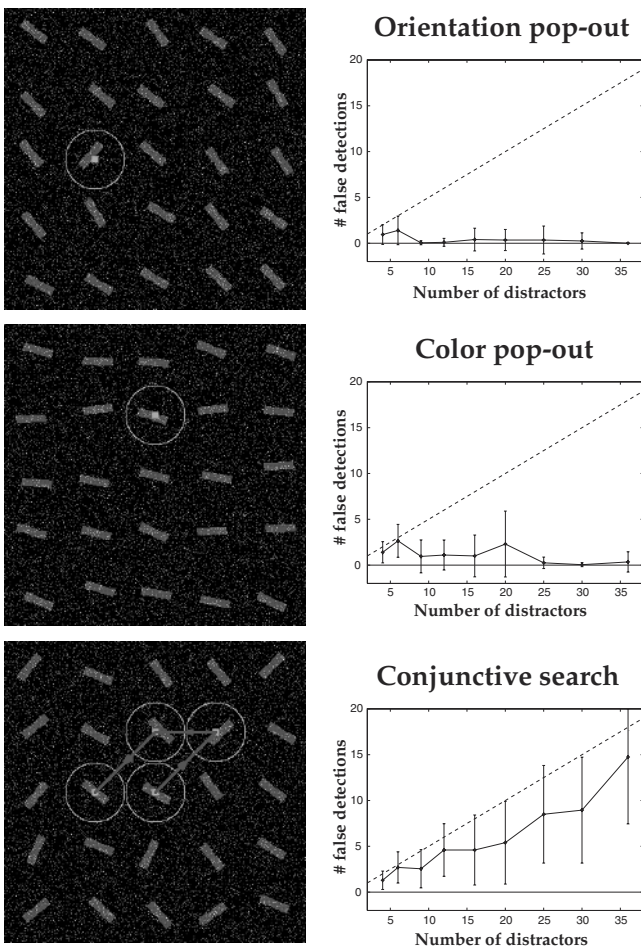 Orientation pop-out
20
15
10
5
0
# false detections
5 10 15 20 25 30 35
Number of distractors
Color pop-out
20
15
10
5
0
# false detections
5 10 15 20 25 30 35
Number of distractors
Conjunctive search
20
15
10
5
0
# false detections
5 10 15 20 25 30 35
Number of distractors